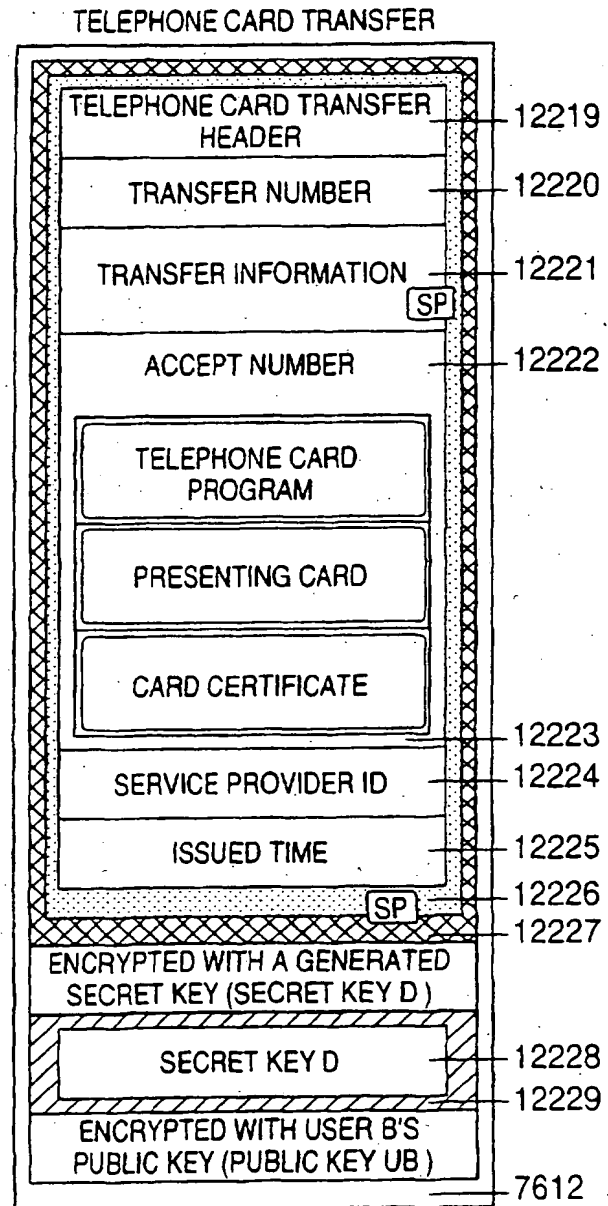 TELEPHONE CARD TRANSFER
TELEPHONE CARD TRANSFER
HEADER
12219
TRANSFER NUMBER
12220
TRANSFER INFORMATION
12221
SP
ACCEPT NUMBER
12222
TELEPHONE CARD
PROGRAM
PRESENTING CARD
CARD CERTIFICATE
12223
SERVICE PROVIDER ID
12224
ISSUED TIME
12225
12226
SP
12227
ENCRYPTED WITH A GENERATED
SECRET KEY (SECRET KEY D )
SECRET KEY D
12228
12229
ENCRYPTED WITH USER B'S
PUBLIC KEY (PUBLIC KEY UB )
7612